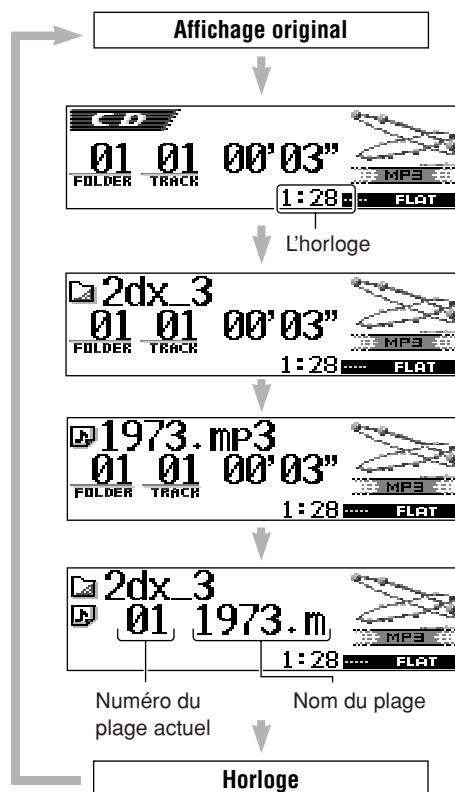 Affichage original
CD
01 01 00'03"
FOLDER TRACK
MP3
1:28 FLAT
L'horloge
2dx_3
01 01 00'03"
FOLDER TRACK
MP3
1:28 FLAT
1973.mp3
01 01 00'03"
FOLDER TRACK
MP3
1:28 FLAT
2dx_3
01 1973.m
MP3
1:28 FLAT
Numéro du
plage actuel
Nom du plage
Horloge